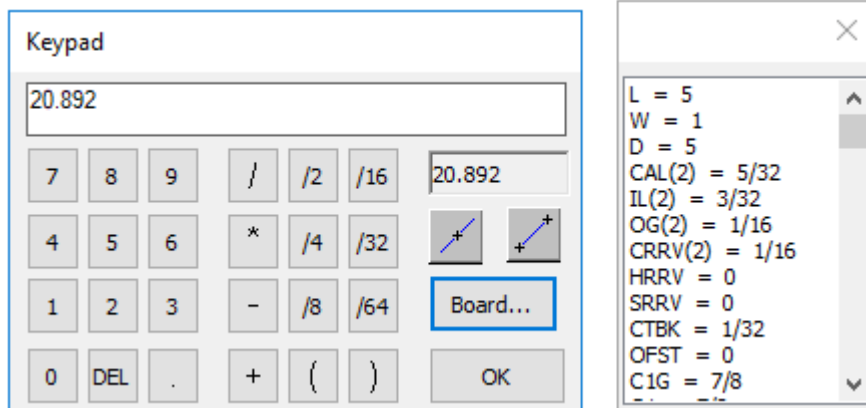 Keypad
20.892
7 8 9 / /2 /16 20.892
4 5 6 * /4 /32
1 2 3 - /8 /64 Board...
0 DEL . + ( ) OK
L = 5
W = 1
D = 5
CAL(2) = 5/32
IL(2) = 3/32
OG(2) = 1/16
CRRV(2) = 1/16
HRRV = 0
SRRV = 0
CTBK = 1/32
OFST = 0
C1G = 7/8